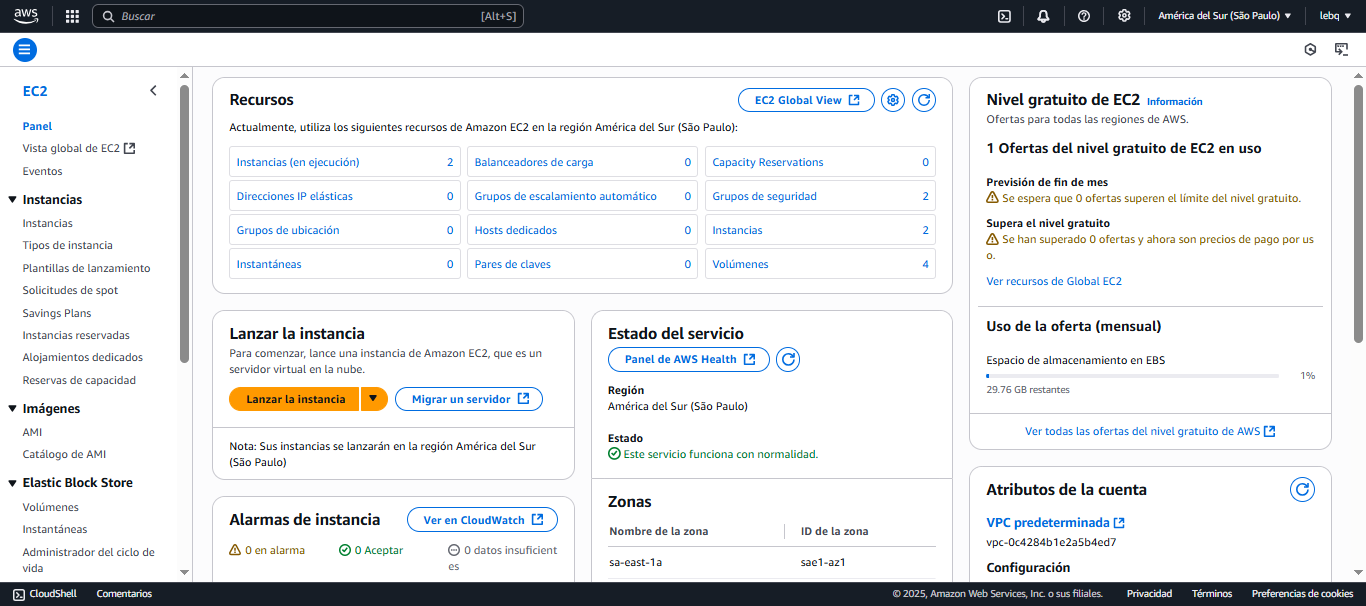 aws
Buscar
[Alt+S]
América del Sur (São Paulo)
lebq
EC2
Panel
Vista global de EC2
Eventos
Instancias
Instancias
Tipos de instancia
Plantillas de lanzamiento
Solicitudes de spot
Savings Plans
Instancias reservadas
Alojamientos dedicados
Reservas de capacidad
Imágenes
AMI
Catálogo de AMI
Elastic Block Store
Volúmenes
Instantáneas
Administrador del ciclo de
vida
Recursos
EC2 Global View
Actualmente, utiliza los siguientes recursos de Amazon EC2 en la región América del Sur (São Paulo):
Instancias (en ejecución) 2
Balanceadores de carga 0
Capacity Reservations 0
Direcciones IP elásticas 0
Grupos de escalamiento automático 0
Grupos de seguridad 2
Grupos de ubicación 0
Hosts dedicados 0
Instancias 2
Instantáneas 0
Pares de claves 0
Volúmenes 4
Lanzar la instancia
Para comenzar, lance una instancia de Amazon EC2, que es un
servidor virtual en la nube.
Lanzar la instancia
Migrar un servidor
Nota: Sus instancias se lanzarán en la región América del Sur
(São Paulo)
Alarmas de instancia
Ver en CloudWatch
0 en alarma
0 Aceptar
0 datos insuficient
es
Estado del servicio
Panel de AWS Health
Región
América del Sur (São Paulo)
Estado
Este servicio funciona con normalidad.
Zonas
Nombre de la zona
ID de la zona
sa-east-1a
sae1-az1
Nivel gratuito de EC2 Información
Ofertas para todas las regiones de AWS.
1 Ofertas del nivel gratuito de EC2 en uso
Previsión de fin de mes
Se espera que 0 ofertas superen el límite del nivel gratuito.
Supera el nivel gratuito
Se han superado 0 ofertas y ahora son precios de pago por us
o.
Ver recursos de Global EC2
Uso de la oferta (mensual)
Espacio de almacenamiento en EBS
1%
29.76 GB restantes
Ver todas las ofertas del nivel gratuito de AWS
Atributos de la cuenta
VPC predeterminada
vpc-0c4284b1e2a5b4ed7
Configuración
CloudShell
Comentarios
© 2025, Amazon Web Services, Inc. o sus filiales.
Privacidad
Términos
Preferencias de cookies